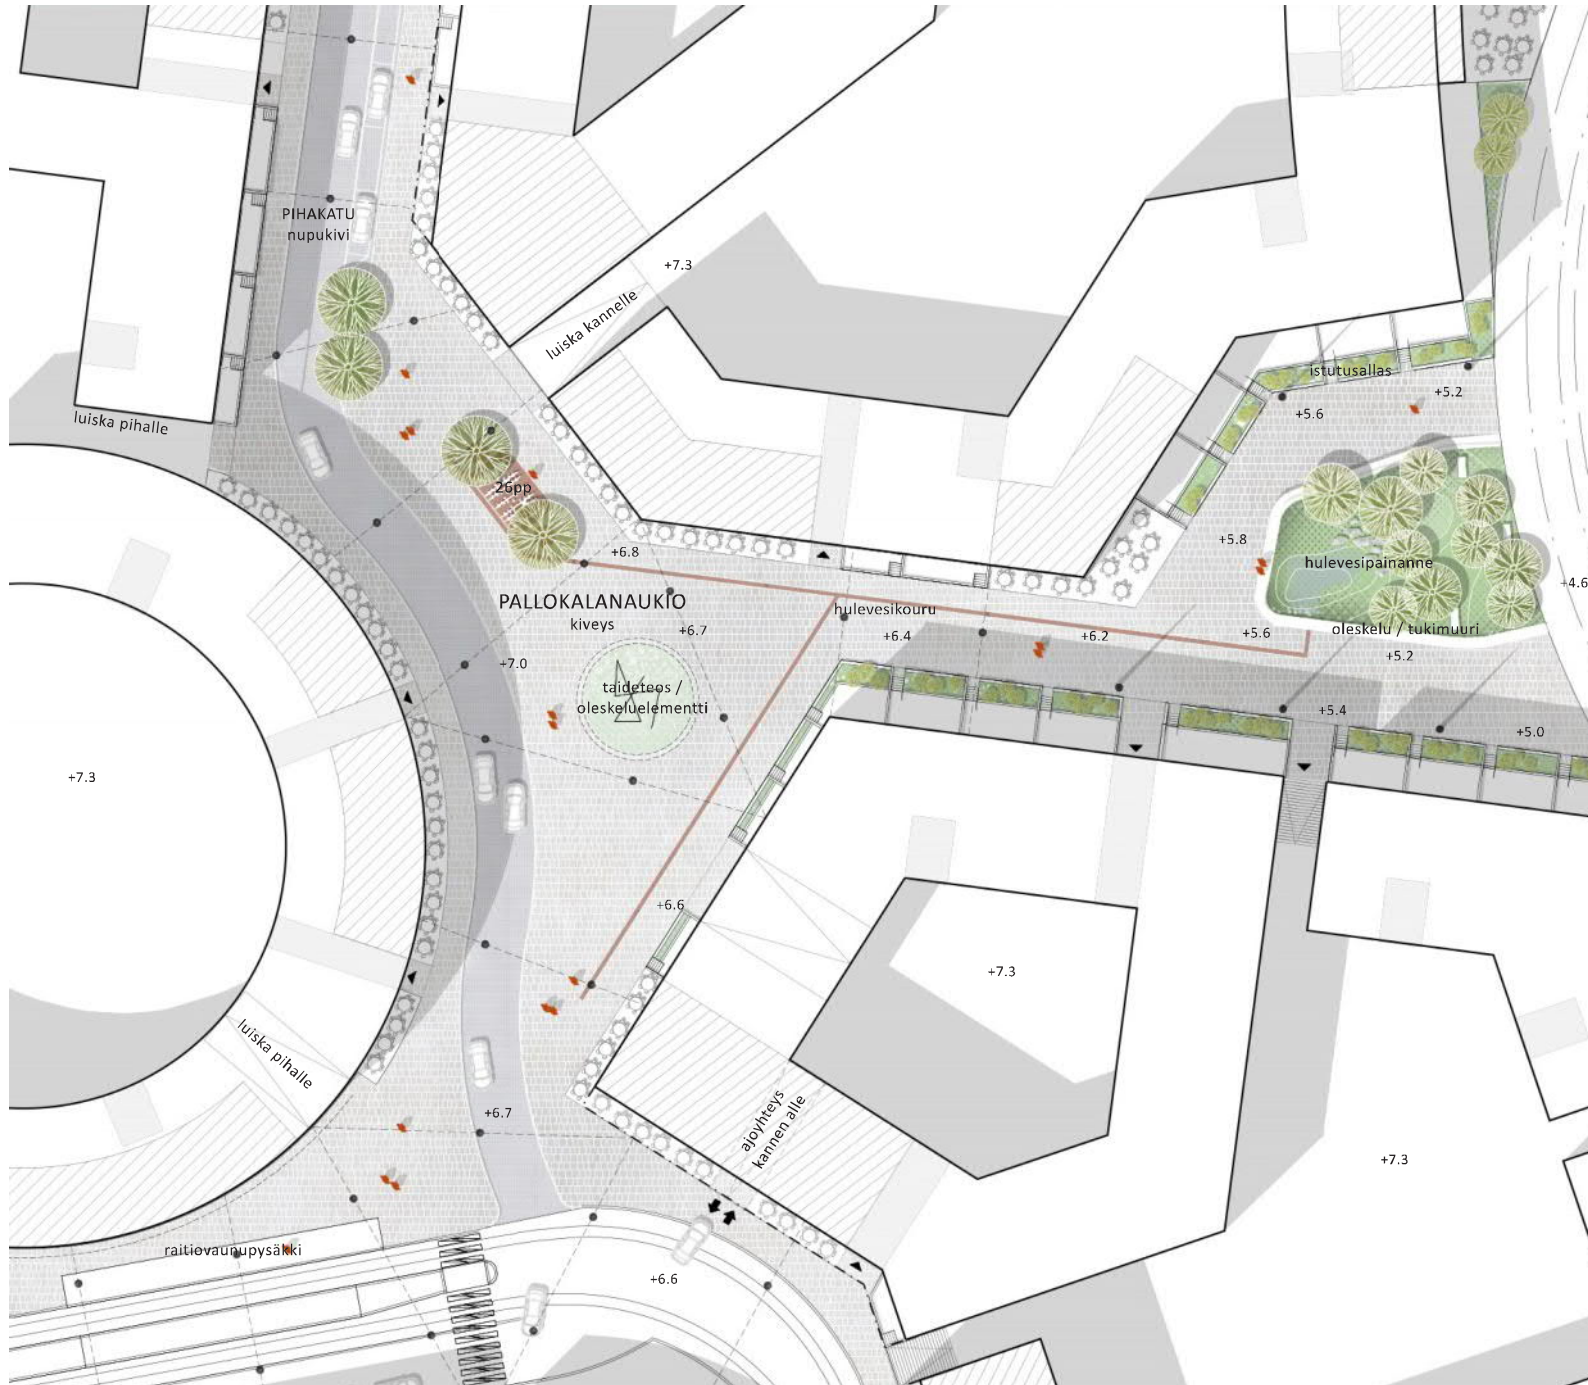 PIHAKATU
nupukivi
+7.3
luiska kannelle
istutusallas
+5.2
+5.6
luiska pihalle
26pp
+5.8
+6.8
hulevesipainanne
+4.6
PALLOKALANAUKIO
kiveys
hulevesikouru
+6.7
+6.4
+6.2
+5.6
oleskelu / tukimuuri
+5.2
+7.0
taideteos /
oleskeluelementti
+5.4
+5.0
+7.3
+6.6
+7.3
luiska pihalle
+6.7
ajoyhteys
kannen alle
+7.3
raitiovaunupysäkki
+6.6